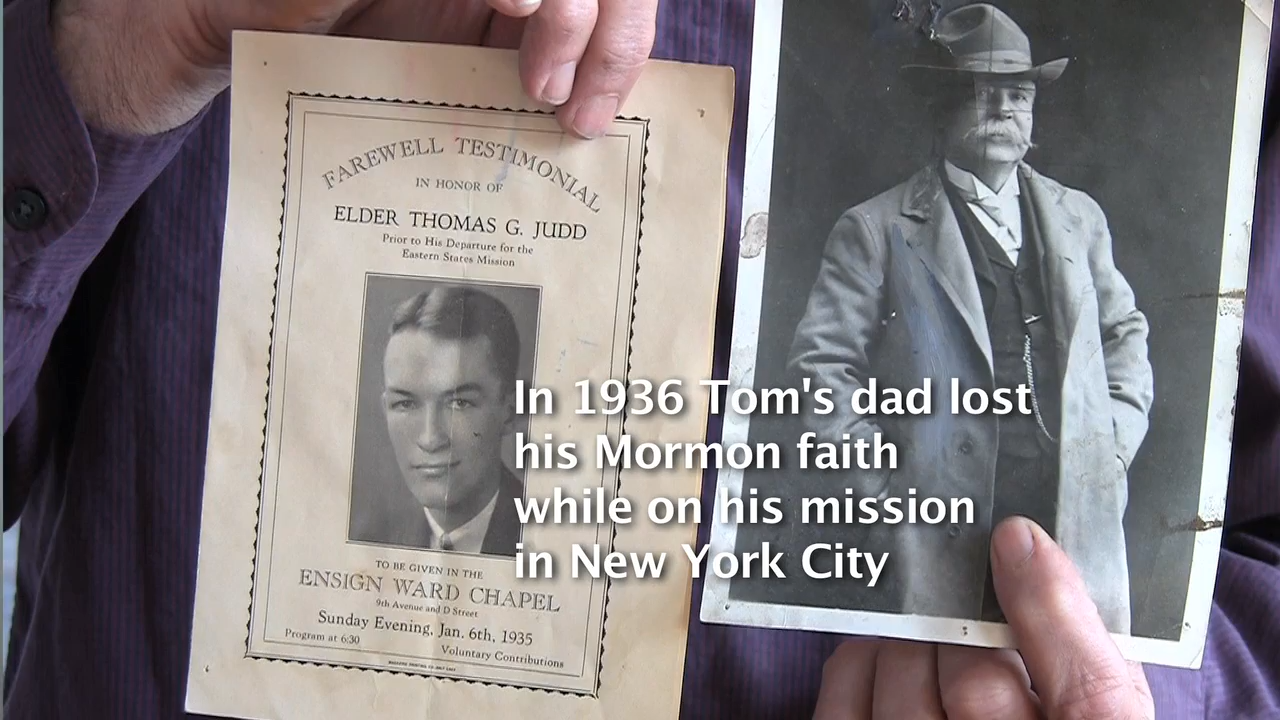 FAREWELL TESTIMONIAL
IN HONOR OF
ELDER THOMAS G. JUDD
Prior to His Departure for the
Eastern States Mission
TO BE GIVEN IN THE
ENSIGN WARD CHAPEL
9th Avenue and D Street
Sunday Evening, Jan. 6th, 1935
Program at 6:30
Voluntary Contributions
In 1936 Tom's dad lost
his Mormon faith
while on his mission
in New York City